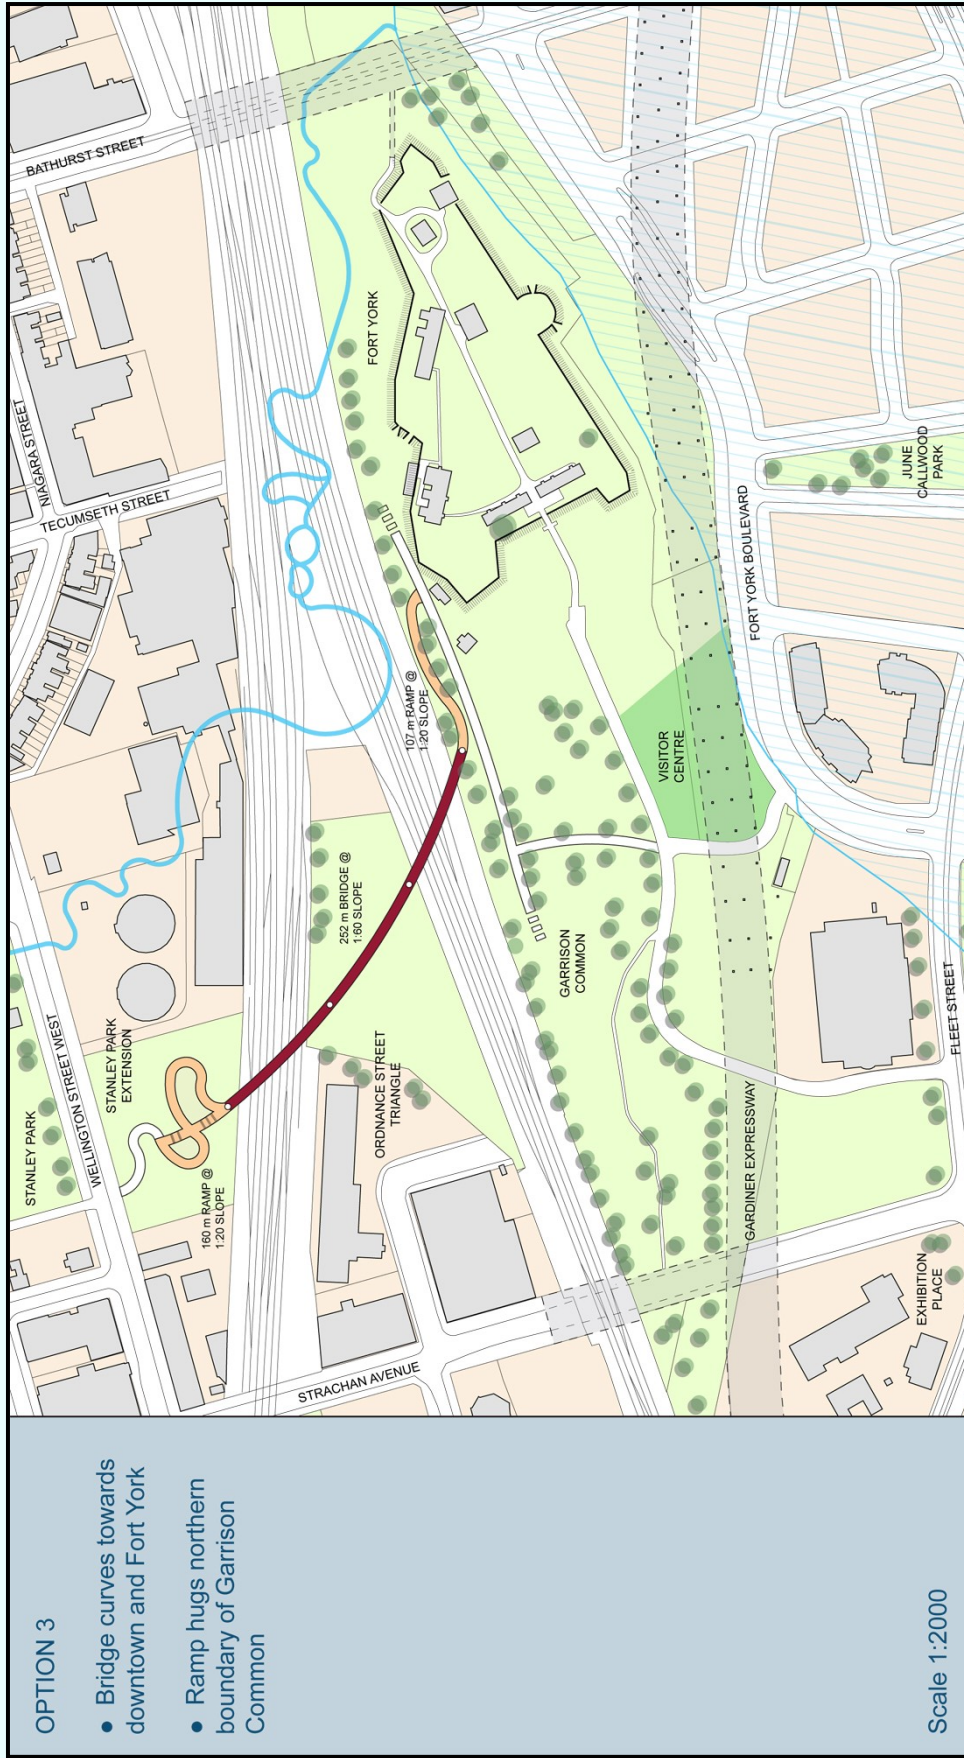 OPTION 3
● Bridge curves towards
downtown and Fort York
● Ramp hugs northern
boundary of Garrison
Common
Scale 1:2000
STANLEY PARK
WELLINGTON STREET WEST
STANLEY PARK
EXTENSION
160 m RAMP @
1:20 SLOPE
STRACHAN AVENUE
ORDNANCE STREET
TRIANGLE
252 m BRIDGE @
1:60 SLOPE
107 m RAMP @
1:20 SLOPE
NIAGARA STREET
TECUMSETH STREET
BATHURST STREET
FORT YORK
GARRISON
COMMON
VISITOR
CENTRE
GARDINER EXPRESSWAY
FORT YORK BOULEVARD
EXHIBITION
PLACE
FLEET STREET
JUNE
CALLWOOD
PARK